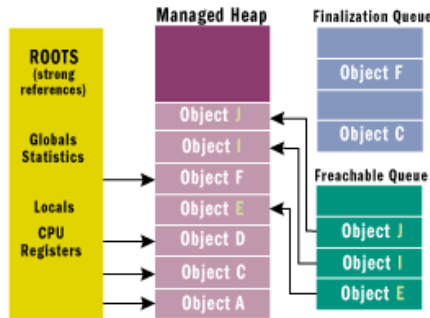 Managed Heap
Finalization Queue
ROOTS
(strong
references)
Globals
Statistics
Locals
CPU
Registers
Object J
Object I
Object F
Object E
Object D
Object C
Object A
Object F
Object C
Freachable Queue
Object J
Object I
Object E